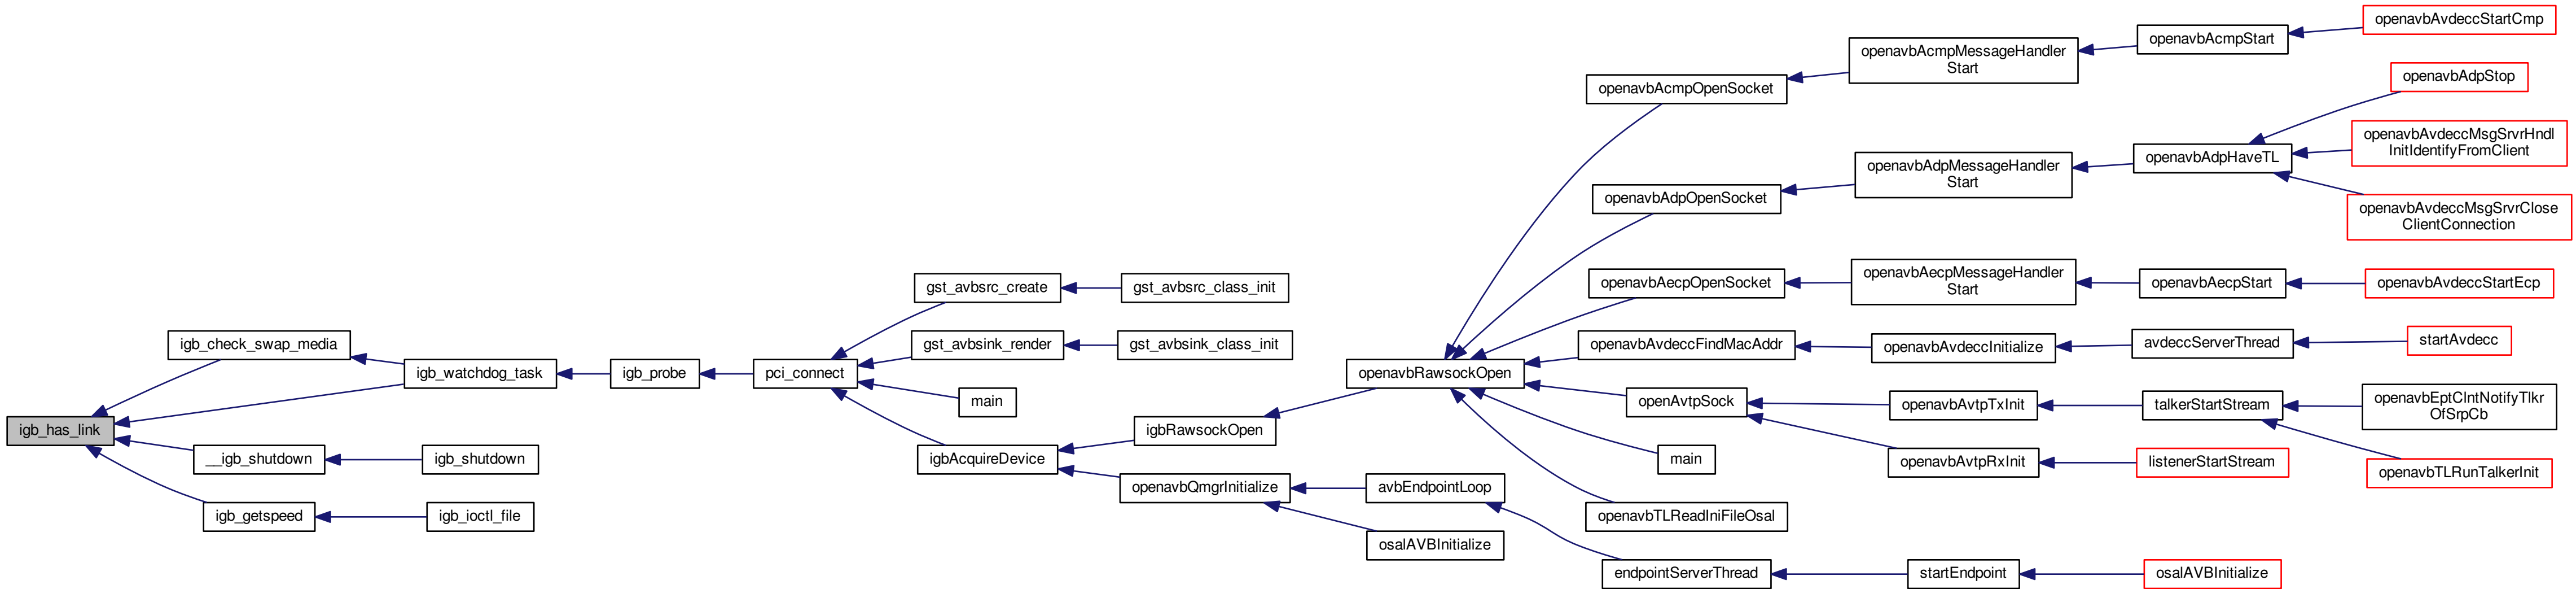 igb_has_link
igb_check_swap_media
__igb_shutdown
igb_getspeed
igb_watchdog_task
igb_shutdown
igb_ioctl_file
igb_probe
pci_connect
gst_avbsrc_create
gst_avbsink_render
main
igbAcquireDevice
gst_avbsrc_class_init
gst_avbsink_class_init
igbRawsockOpen
openavbQmgrInitialize
openavbRawsockOpen
avbEndpointLoop
osalAVBInitialize
openavbAcmpOpenSocket
openavbAdpOpenSocket
openavbAecpOpenSocket
openavbAvdeccFindMacAddr
openAvtpSock
main
openavbTLReadIniFileOsal
endpointServerThread
openavbAcmpMessageHandler
Start
openavbAdpMessageHandler
Start
openavbAecpMessageHandler
Start
openavbAvdeccInitialize
openavbAvtpTxInit
openavbAvtpRxInit
startEndpoint
openavbAcmpStart
openavbAdpHaveTL
openavbAecpStart
avdeccServerThread
talkerStartStream
listenerStartStream
osalAVBInitialize
openavbAvdeccStartCmp
openavbAdpStop
openavbAvdeccMsgSrvrHndl
InitIdentifyFromClient
openavbAvdeccMsgSrvrClose
ClientConnection
openavbAvdeccStartEcp
startAvdecc
openavbEptClntNotifyTlkr
OfSrpCb
openavbTLRunTalkerInit